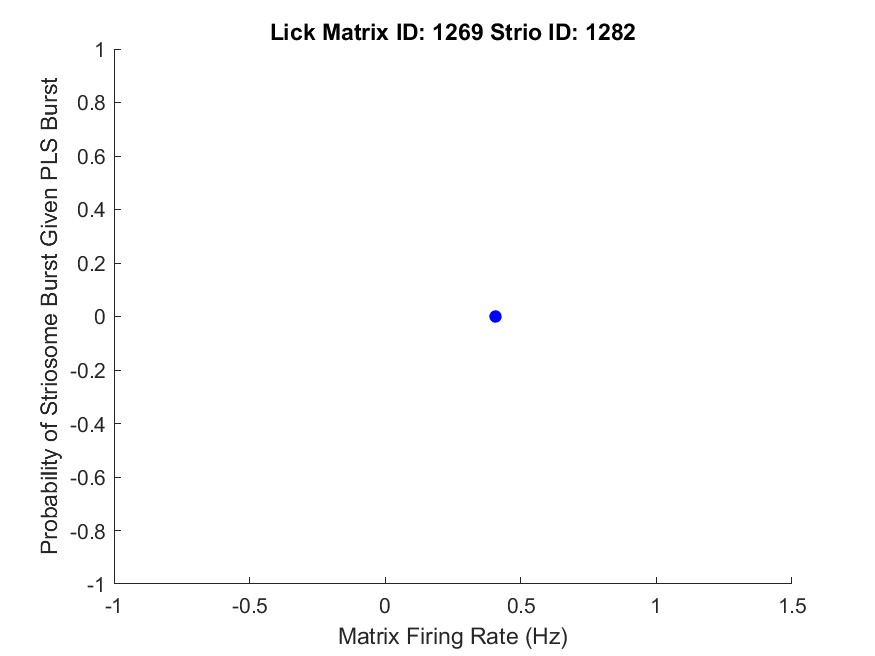 Lick Matrix ID: 1269 Strio ID: 1282
Probability of Striosome Burst Given PLS Burst
1
0.8
0.6
0.4
0.2
0
-0.2
-0.4
-0.6
-0.8
-1
-1 -0.5 0 0.5 1 1.5
Matrix Firing Rate (Hz)